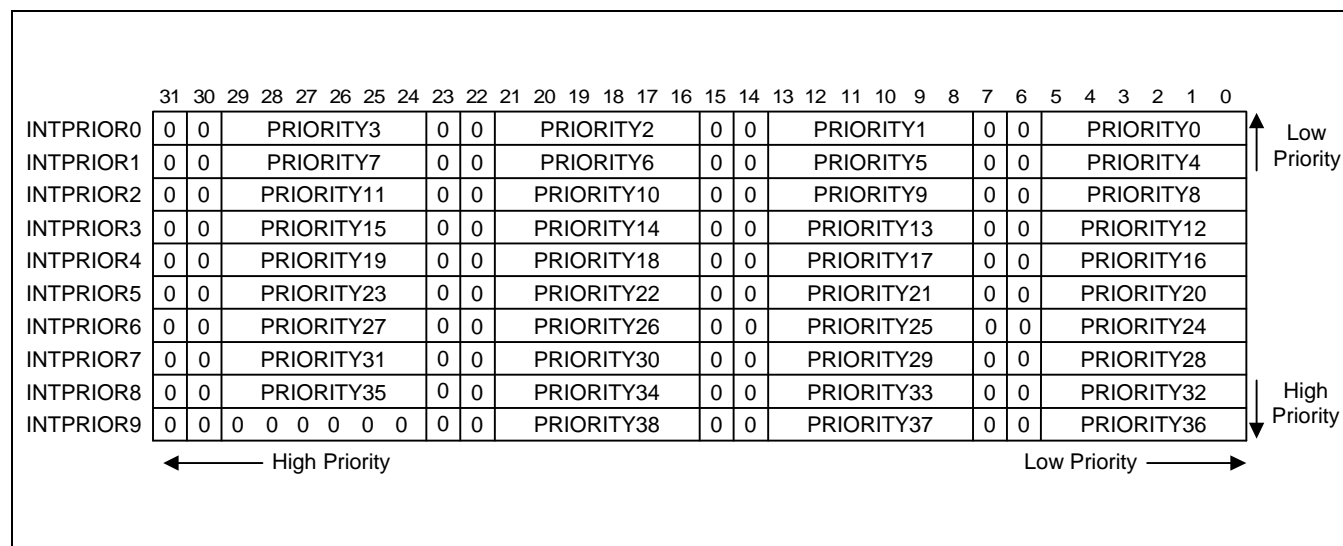 31 30 29 28 27 26 25 24 23 22 21 20 19 18 17 16 15 14 13 12 11 10 9 8 7 6 5 4 3 2 1 0
INTPRIOR0 0 0 PRIORITY3 0 0 PRIORITY2 0 0 PRIORITY1 0 0 PRIORITY0
INTPRIOR1 0 0 PRIORITY7 0 0 PRIORITY6 0 0 PRIORITY5 0 0 PRIORITY4
Low
Priority
INTPRIOR2 0 0 PRIORITY11 0 0 PRIORITY10 0 0 PRIORITY9 0 0 PRIORITY8
INTPRIOR3 0 0 PRIORITY15 0 0 PRIORITY14 0 0 PRIORITY13 0 0 PRIORITY12
INTPRIOR4 0 0 PRIORITY19 0 0 PRIORITY18 0 0 PRIORITY17 0 0 PRIORITY16
INTPRIOR5 0 0 PRIORITY23 0 0 PRIORITY22 0 0 PRIORITY21 0 0 PRIORITY20
INTPRIOR6 0 0 PRIORITY27 0 0 PRIORITY26 0 0 PRIORITY25 0 0 PRIORITY24
INTPRIOR7 0 0 PRIORITY31 0 0 PRIORITY30 0 0 PRIORITY29 0 0 PRIORITY28
INTPRIOR8 0 0 PRIORITY35 0 0 PRIORITY34 0 0 PRIORITY33 0 0 PRIORITY32
INTPRIOR9 0 0 0 0 0 0 0 0 0 0 PRIORITY38 0 0 PRIORITY37 0 0 PRIORITY36
High
Priority
High Priority
Low Priority